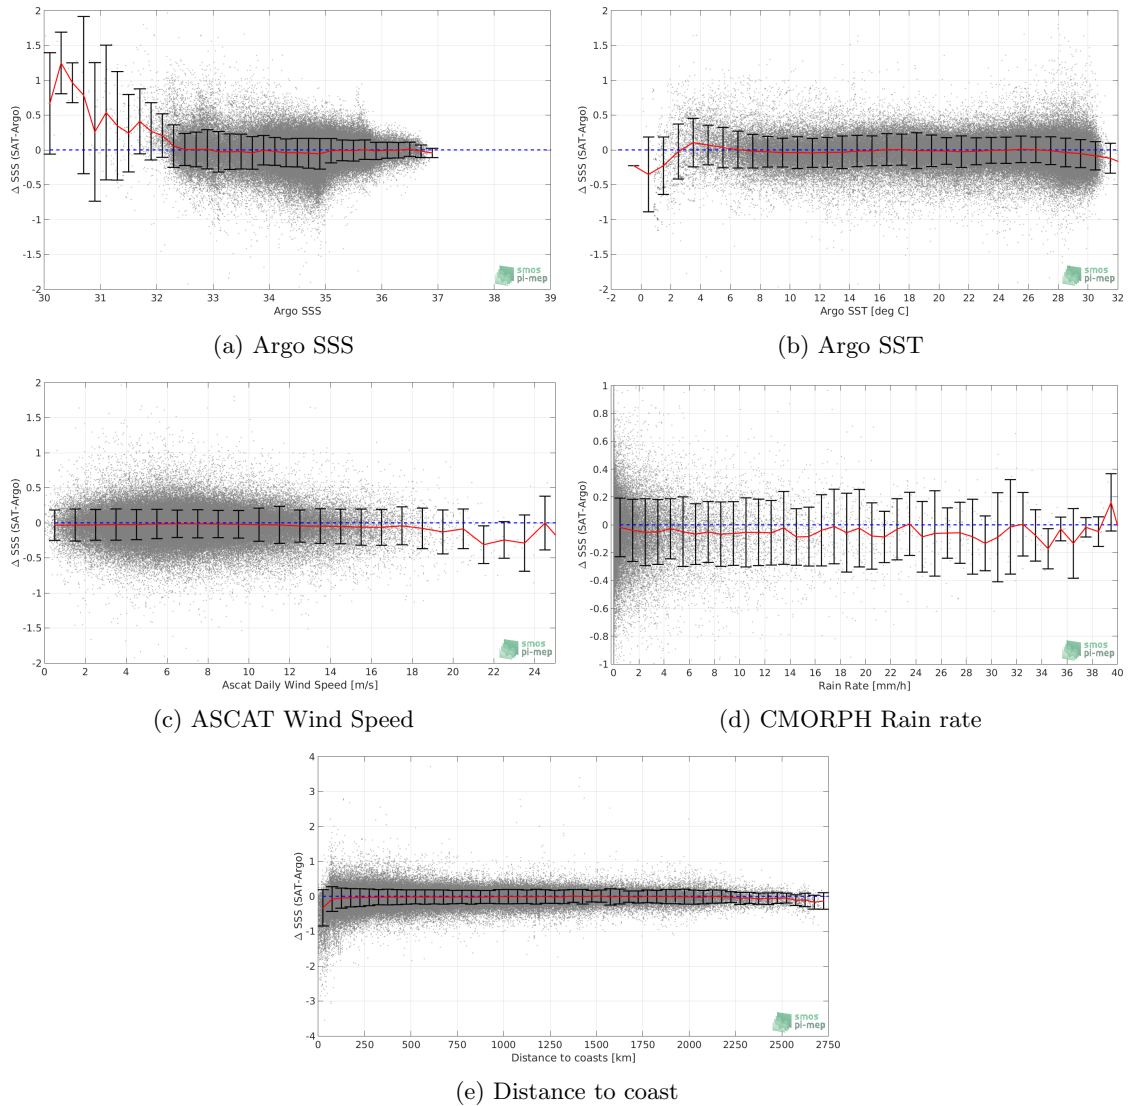 2
1.5
1
0.5
0
-0.5
-1
-1.5
-2
Δ SSS (SAT-Argo)
30 31 32 33 34 35 36 37 38 39
Argo SSS
smos
pi-mep
(a) Argo SSS
2
1.5
1
0.5
0
-0.5
-1
-1.5
-2
Δ SSS (SAT-Argo)
-2 0 2 4 6 8 10 12 14 16 18 20 22 24 26 28 30 32
Argo SST [deg C]
smos
pi-mep
(b) Argo SST
2
1.5
1
0.5
0
-0.5
-1
-1.5
-2
Δ SSS (SAT-Argo)
0 2 4 6 8 10 12 14 16 18 20 22 24
Ascat Daily Wind Speed [m/s]
smos
pi-mep
(c) ASCAT Wind Speed
1
0.8
0.6
0.4
0.2
0
-0.2
-0.4
-0.6
-0.8
-1
Δ SSS (SAT-Argo)
0 2 4 6 8 10 12 14 16 18 20 22 24 26 28 30 32 34 36 38 40
Rain Rate [mm/h]
smos
pi-mep
(d) CMORPH Rain rate
4
3
2
1
0
-1
-2
-3
-4
Δ SSS (SAT-Argo)
0 250 500 750 1000 1250 1500 1750 2000 2250 2500 2750
Distance to coasts [km]
smos
pi-mep
(e) Distance to coast